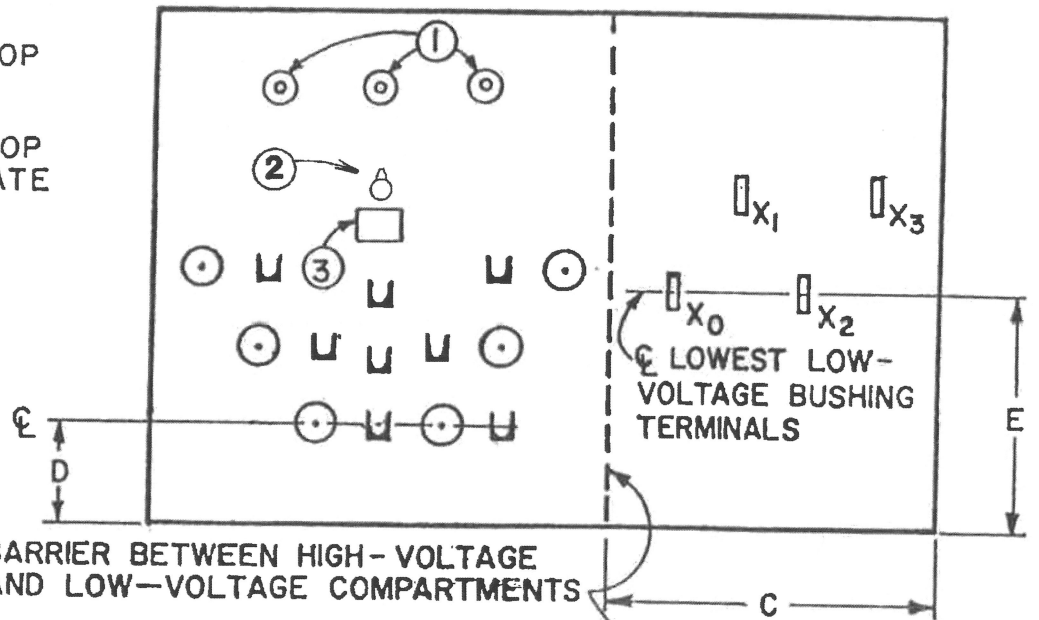 OP
OP
ATE
1
2
3
X1
X3
X0
X2
℄ LOWEST LOW-
VOLTAGE BUSHING
TERMINALS
℄
D
E
BARRIER BETWEEN HIGH-VOLTAGE
AND LOW-VOLTAGE COMPARTMENTS
C